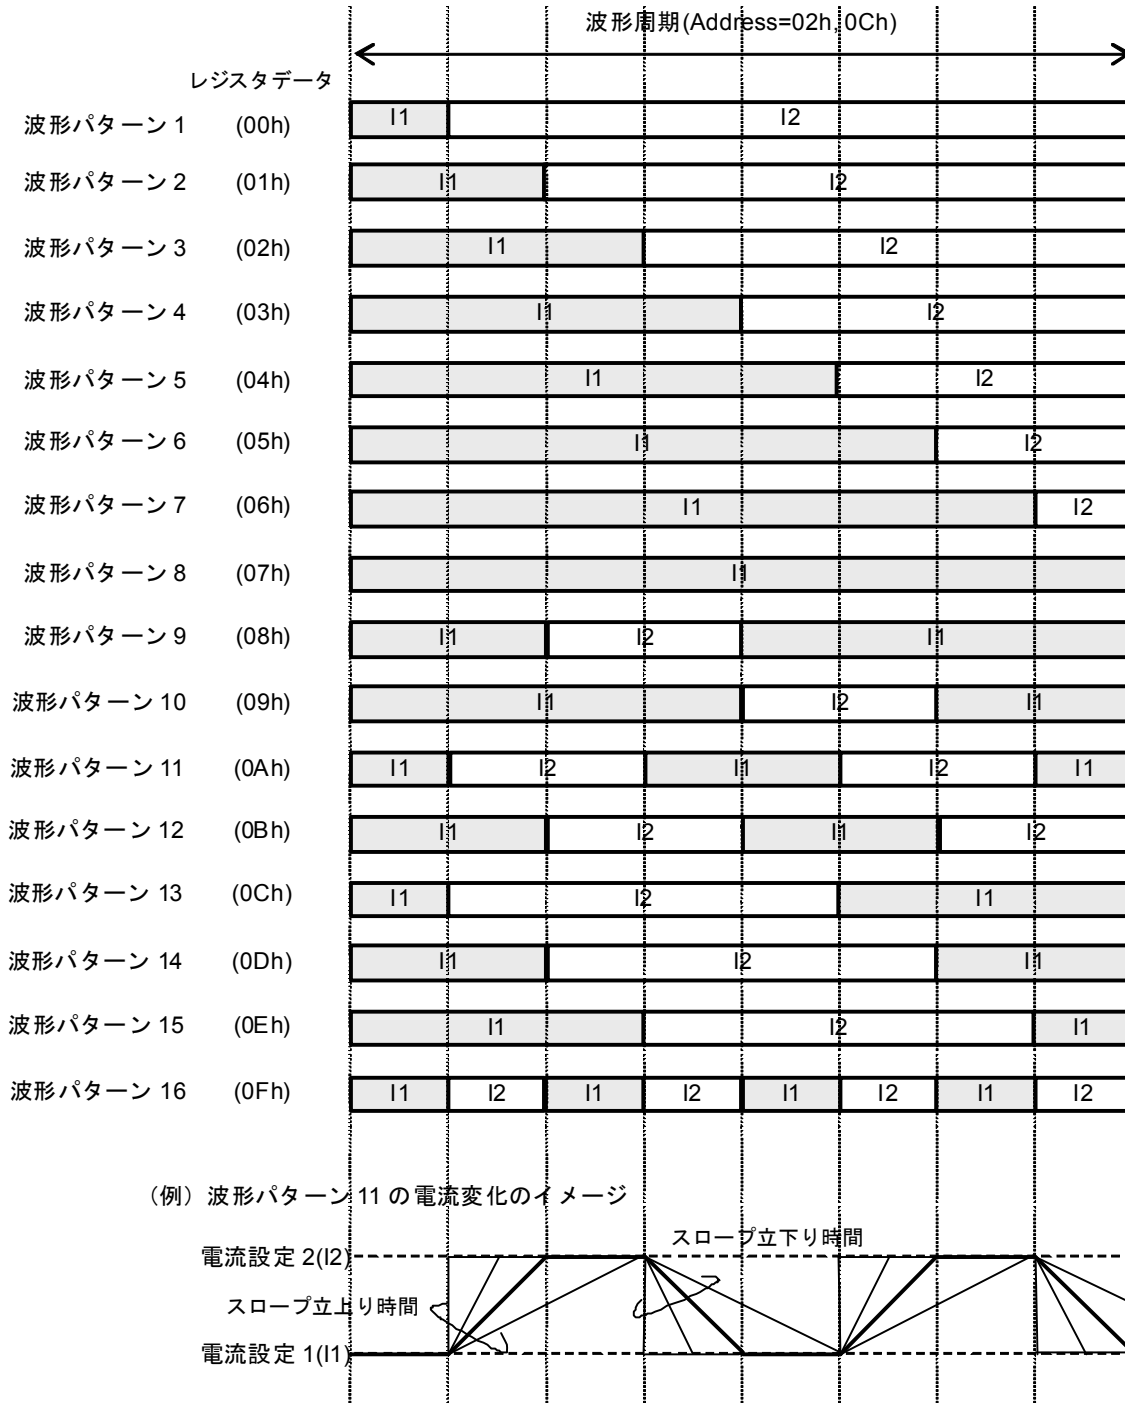 波形周期(Address=02h, 0Ch)
レジスタデータ
波形パターン 1 (00h) I1 I2
波形パターン 2 (01h) I1 I2
波形パターン 3 (02h) I1 I2
波形パターン 4 (03h) I1 I2
波形パターン 5 (04h) I1 I2
波形パターン 6 (05h) I1 I2
波形パターン 7 (06h) I1 I2
波形パターン 8 (07h) I1
波形パターン 9 (08h) I1 I2 I1
波形パターン 10 (09h) I1 I2 I1
波形パターン 11 (0Ah) I1 I2 I1 I2 I1
波形パターン 12 (0Bh) I1 I2 I1 I2
波形パターン 13 (0Ch) I1 I2 I1
波形パターン 14 (0Dh) I1 I2 I1
波形パターン 15 (0Eh) I1 I2 I1
波形パターン 16 (0Fh) I1 I2 I1 I2 I1 I2 I1 I2
（例）波形パターン 11 の電流変化のイメージ
スロープ立下り時間
電流設定 2(I2)
スロープ立上り時間
電流設定 1(I1)